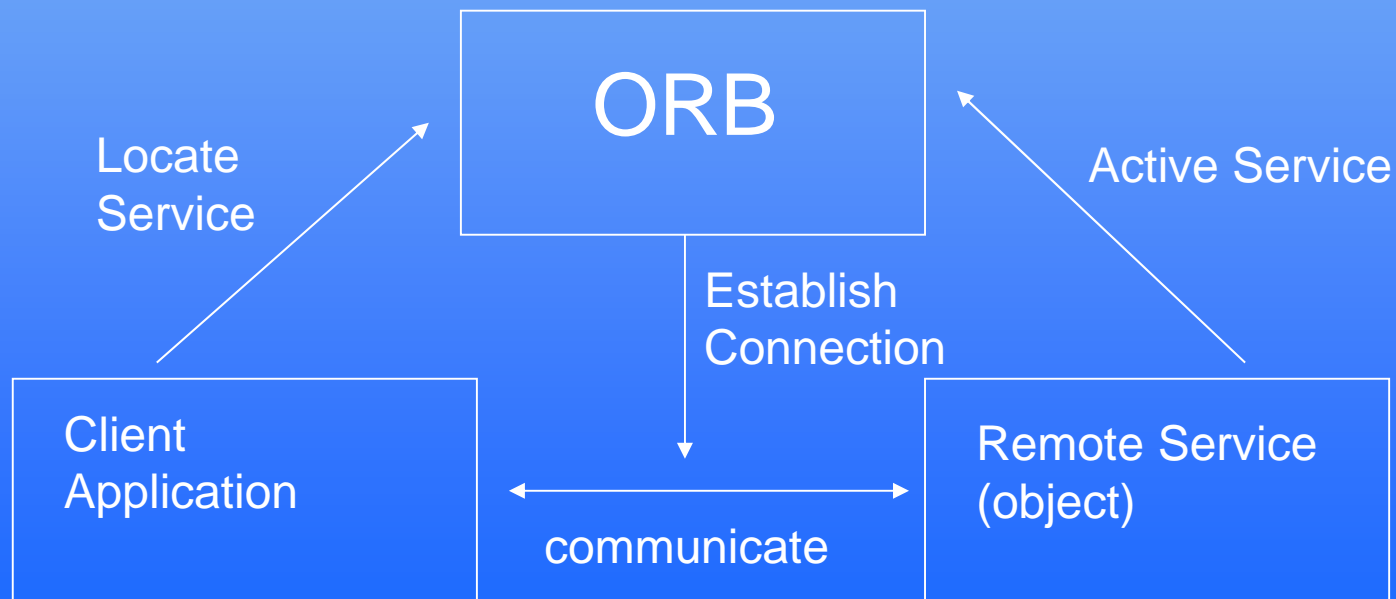 ORB
Locate
Service
Active Service
Establish
Connection
Client
Application
Remote Service
(object)
communicate